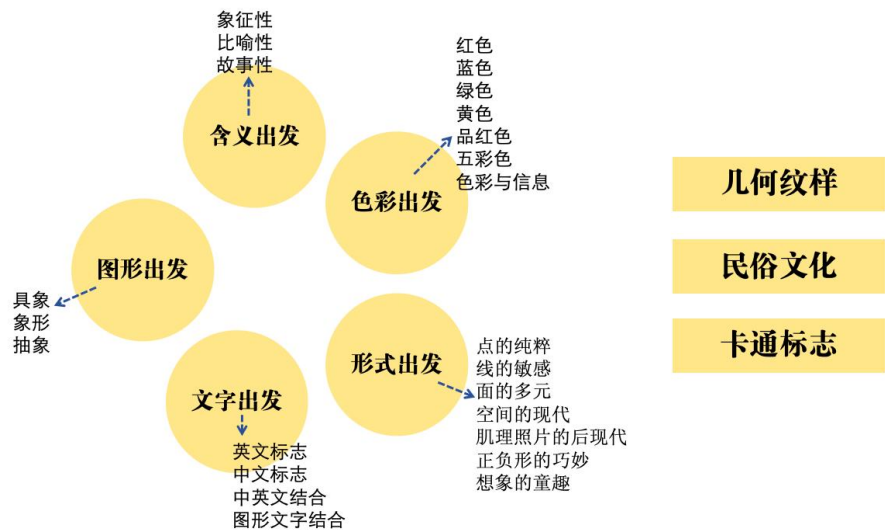 象征性
比喻性
故事性
含义出发
红色
蓝色
绿色
黄色
品红色
五彩色
色彩与信息
色彩出发
图形出发
具象
象形
抽象
形式出发
点的纯粹
线的敏感
面的多元
空间的现代
肌理照片的后现代
正负形的巧妙
想象的童趣
文字出发
英文标志
中文标志
中英文结合
图形文字结合
几何纹样
民俗文化
卡通标志